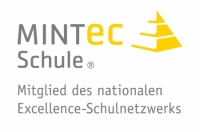 MINTec
Schule®
Mitglied des nationalen
Excellence-Schulnetzwerks